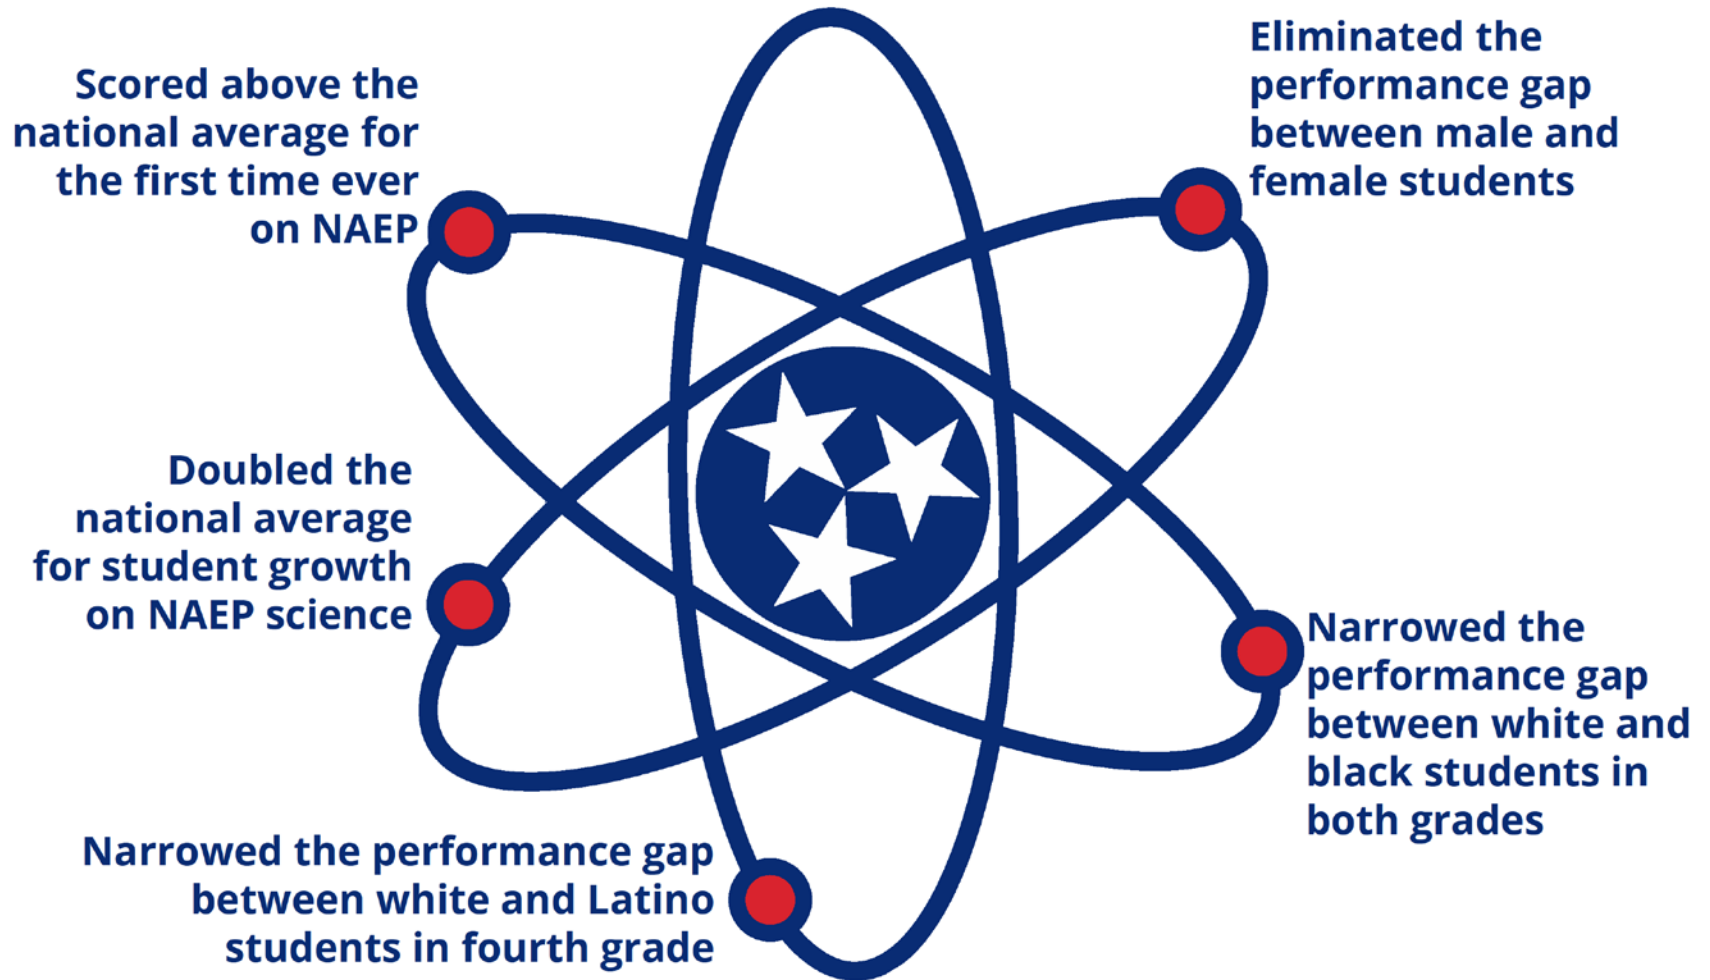 Scored above the
national average for
the first time ever
on NAEP
Eliminated the
performance gap
between male and
female students
Doubled the
national average
for student growth
on NAEP science
Narrowed the
performance gap
between white and
black students in
both grades
Narrowed the performance gap
between white and Latino
students in fourth grade